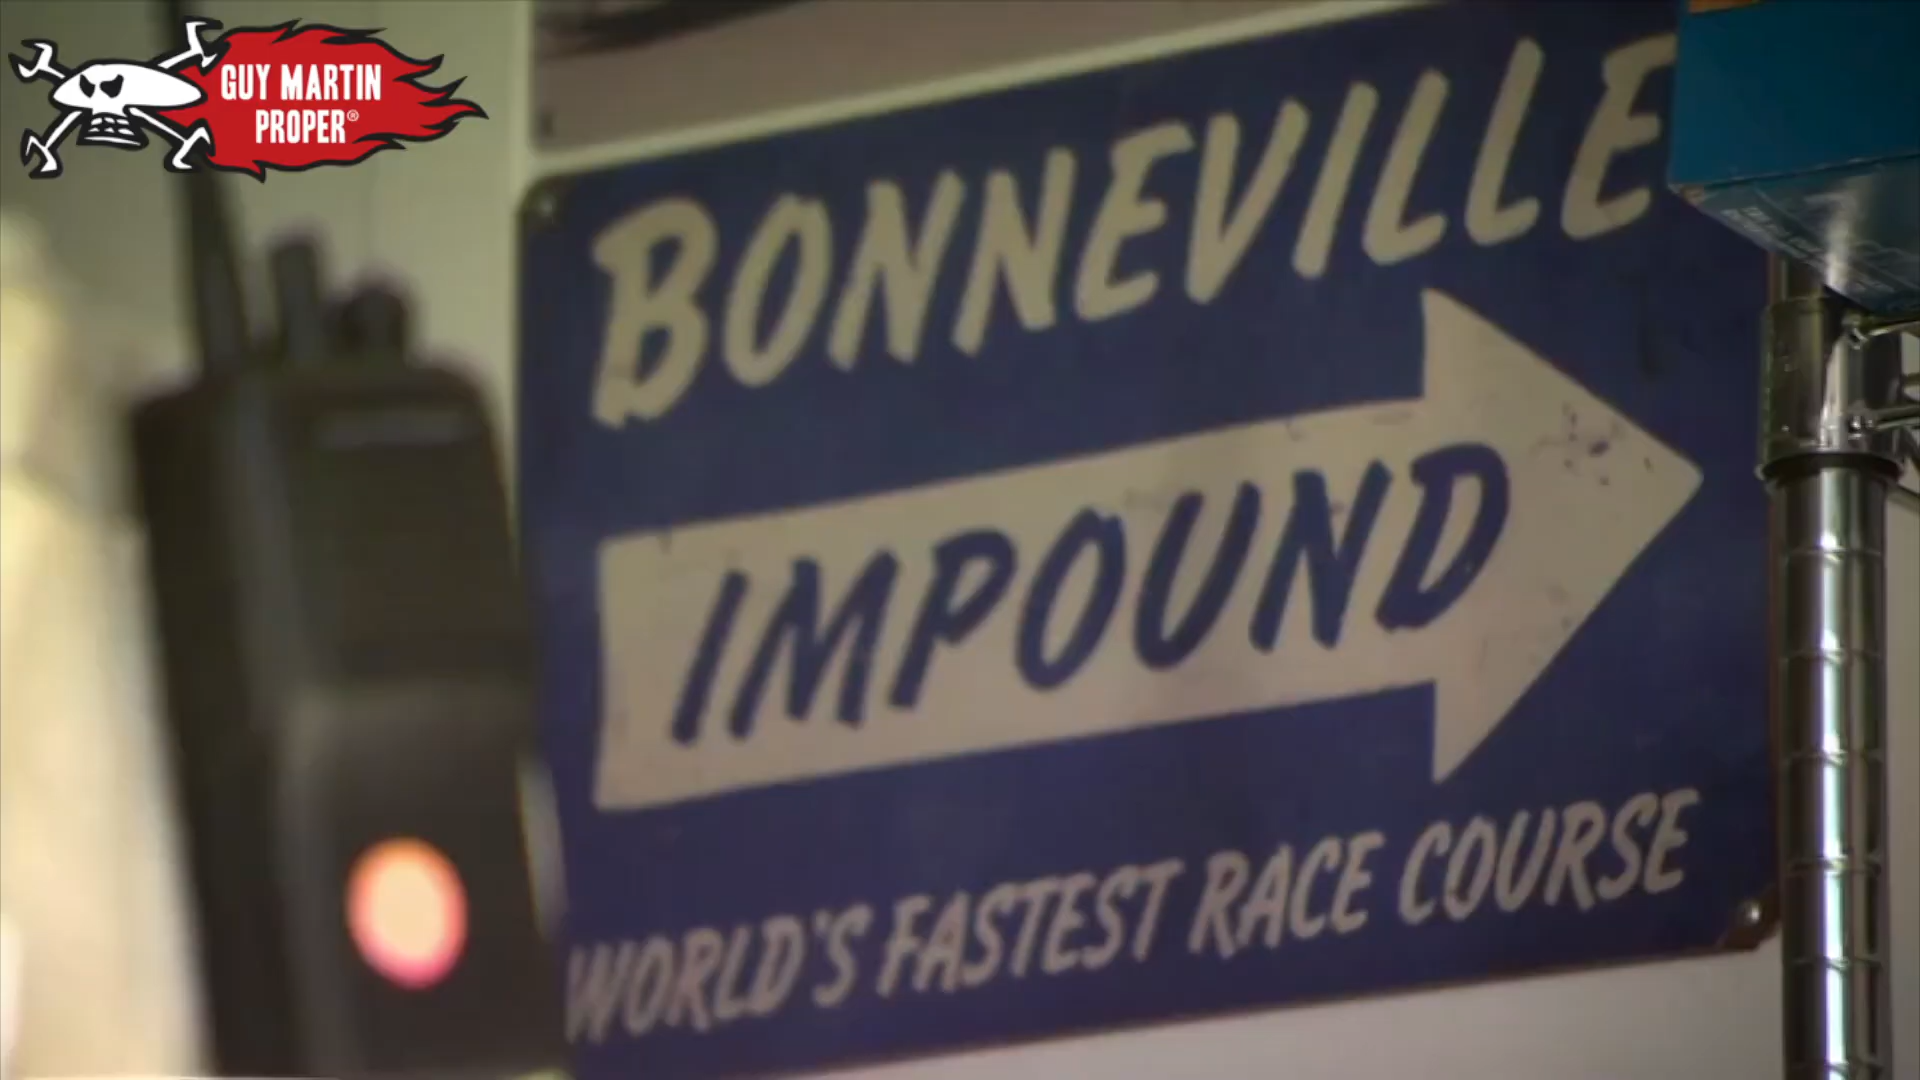 GUY MARTIN
PROPER®
BONNEVILLE
IMPOUND
WORLD'S FASTEST RACE COURSE